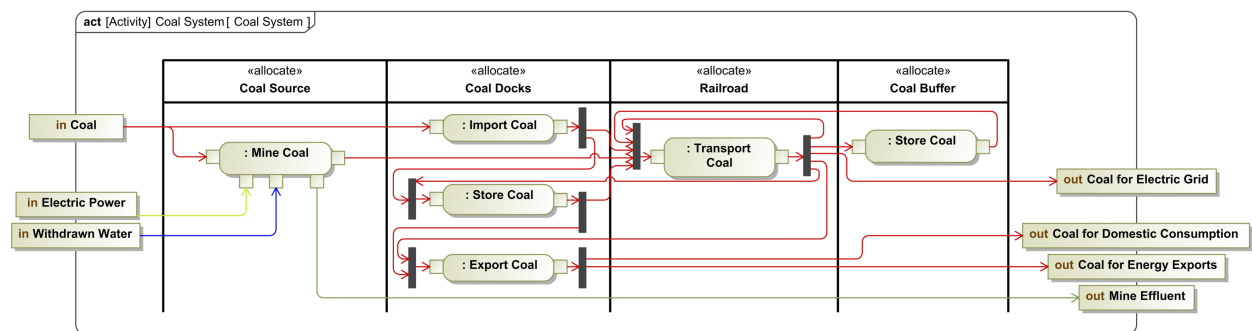 act [Activity] Coal System [ Coal System ]
«allocate»
Coal Source
«allocate»
Coal Docks
«allocate»
Railroad
«allocate»
Coal Buffer
in Coal
: Import Coal
: Mine Coal
: Transport
Coal
: Store Coal
out Coal for Electric Grid
in Electric Power
: Store Coal
in Withdrawn Water
out Coal for Domestic Consumption
: Export Coal
out Coal for Energy Exports
out Mine Effluent